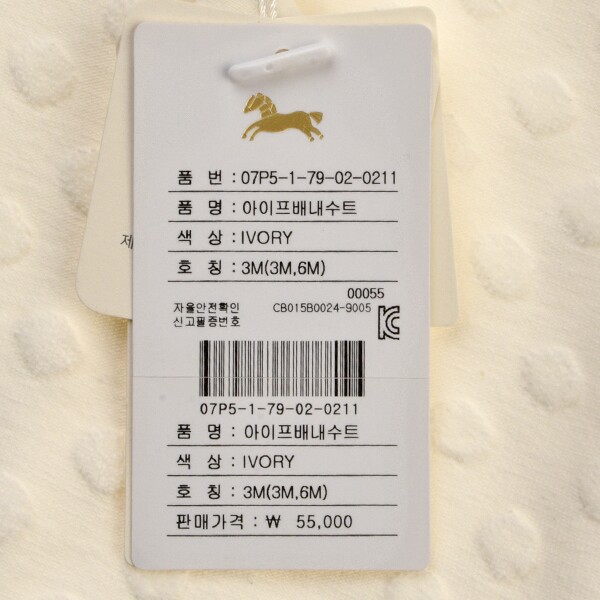 품 번 : 07P5-1-79-02-0211
품 명 : 아이프배내수트
색 상 : IVORY
호 칭 : 3M(3M,6M)
00055
자율안전확인 CB015B0024-9005
신고필증번호
07P5-1-79-02-0211
품 명 : 아이프배내수트
색 상 : IVORY
호 칭 : 3M(3M,6M)
판매가격 : ₩ 55,000
제